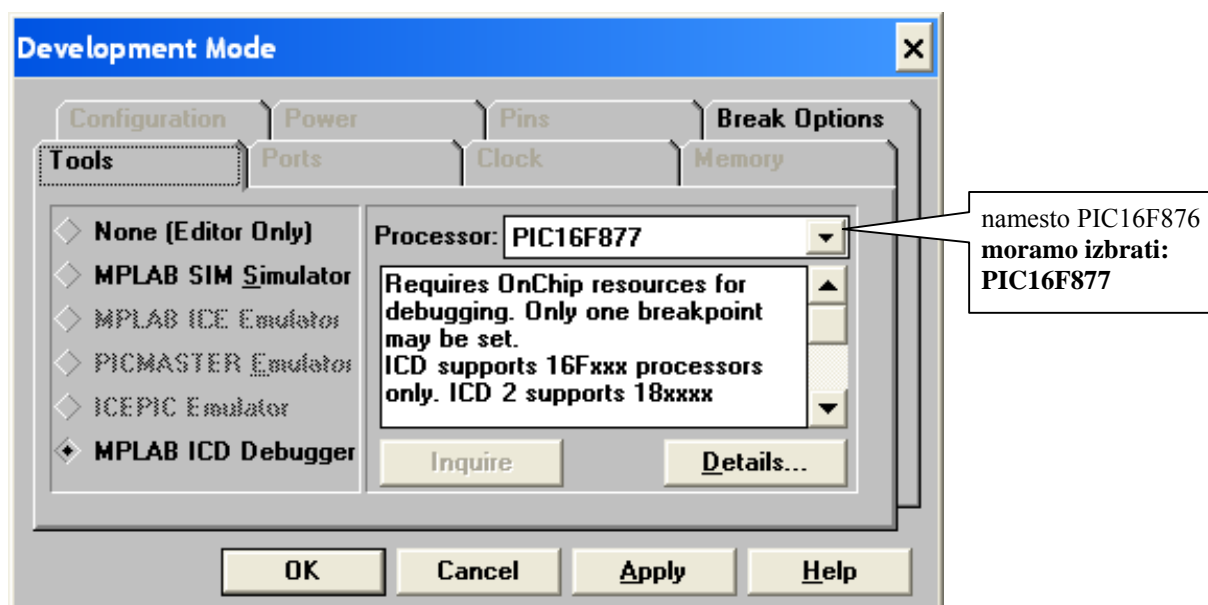 Development Mode
Configuration Power Pins Break Options
Tools Ports Clock Memory
None (Editor Only)
MPLAB SIM Simulator
MPLAB ICE Emulator
PICMASTER Emulator
ICEPIC Emulator
MPLAB ICD Debugger
Processor: PIC16F877
Requires OnChip resources for
debugging. Only one breakpoint
may be set.
ICD supports 16Fxxx processors
only. ICD 2 supports 18xxxx
Inquire Details...
OK Cancel Apply Help
namesto PIC16F876
moramo izbrati:
PIC16F877